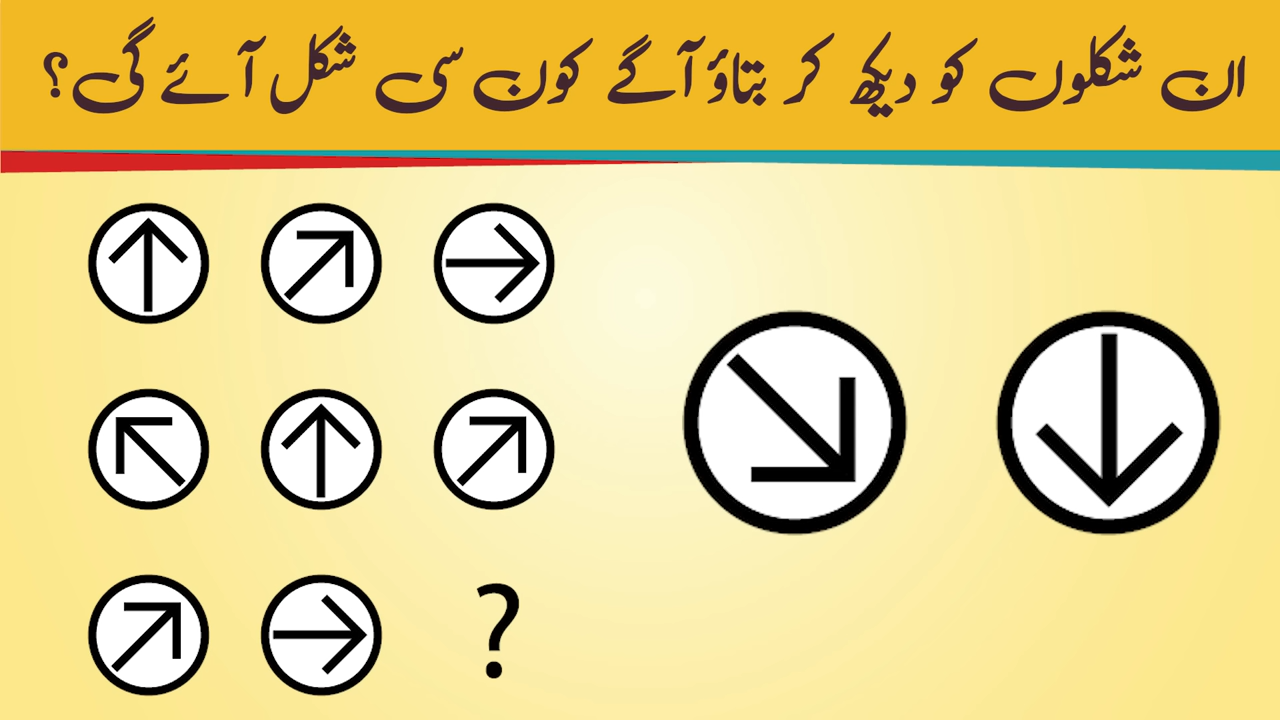 ان شکلوں کو دیکھ کر بتاؤ آگے کون سی شکل آئے گی؟
?